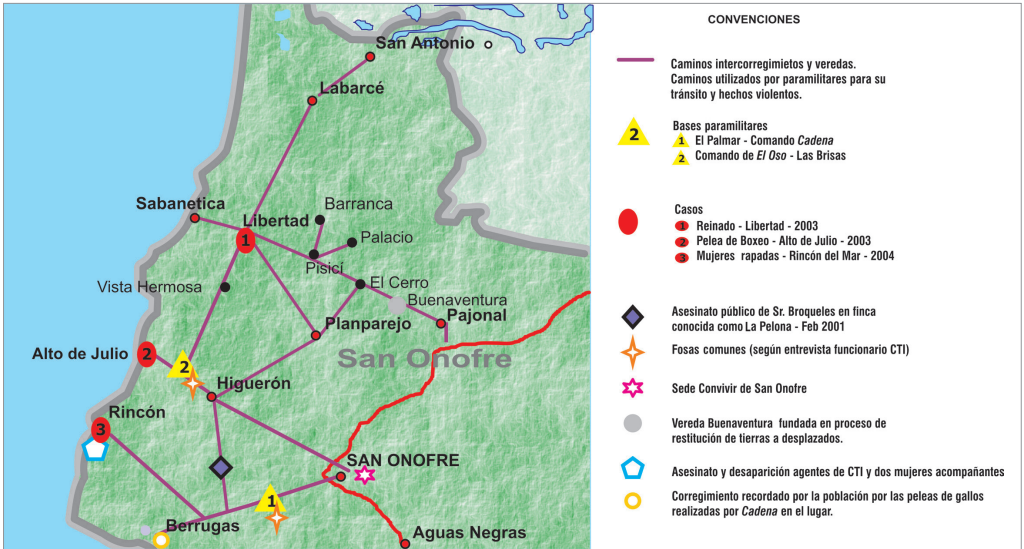 San Antonio
Labarcé
Sabanetica
Libertad
1
Barranca
Palacio
Pisicí
El Cerro
Vista Hermosa
Buenaventura
Pajonal
Planparejo
San Onofre
Alto de Julio
2
2
Higuerón
Rincón
3
SAN ONOFRE
1
Berrugas
Aguas Negras
CONVENCIONES
Caminos intercorregimietos y veredas.
Caminos utilizados por paramilitares para su
tránsito y hechos violentos.
2
Bases paramilitares
1 El Palmar - Comando Cadena
2 Comando de El Oso - Las Brisas
Casos
1 Reinado - Libertad - 2003
2 Pelea de Boxeo - Alto de Julio - 2003
3 Mujeres rapadas - Rincón del Mar - 2004
Asesinato público de Sr. Broqueles en finca
conocida como La Pelona - Feb 2001
Fosas comunes (según entrevista funcionario CTI)
Sede Convivir de San Onofre
Vereda Buenaventura fundada en proceso de
restitución de tierras a desplazados.
Asesinato y desaparición agentes de CTI y dos mujeres acompañantes
Corregimiento recordado por la población por las peleas de gallos
realizadas por Cadena en el lugar.